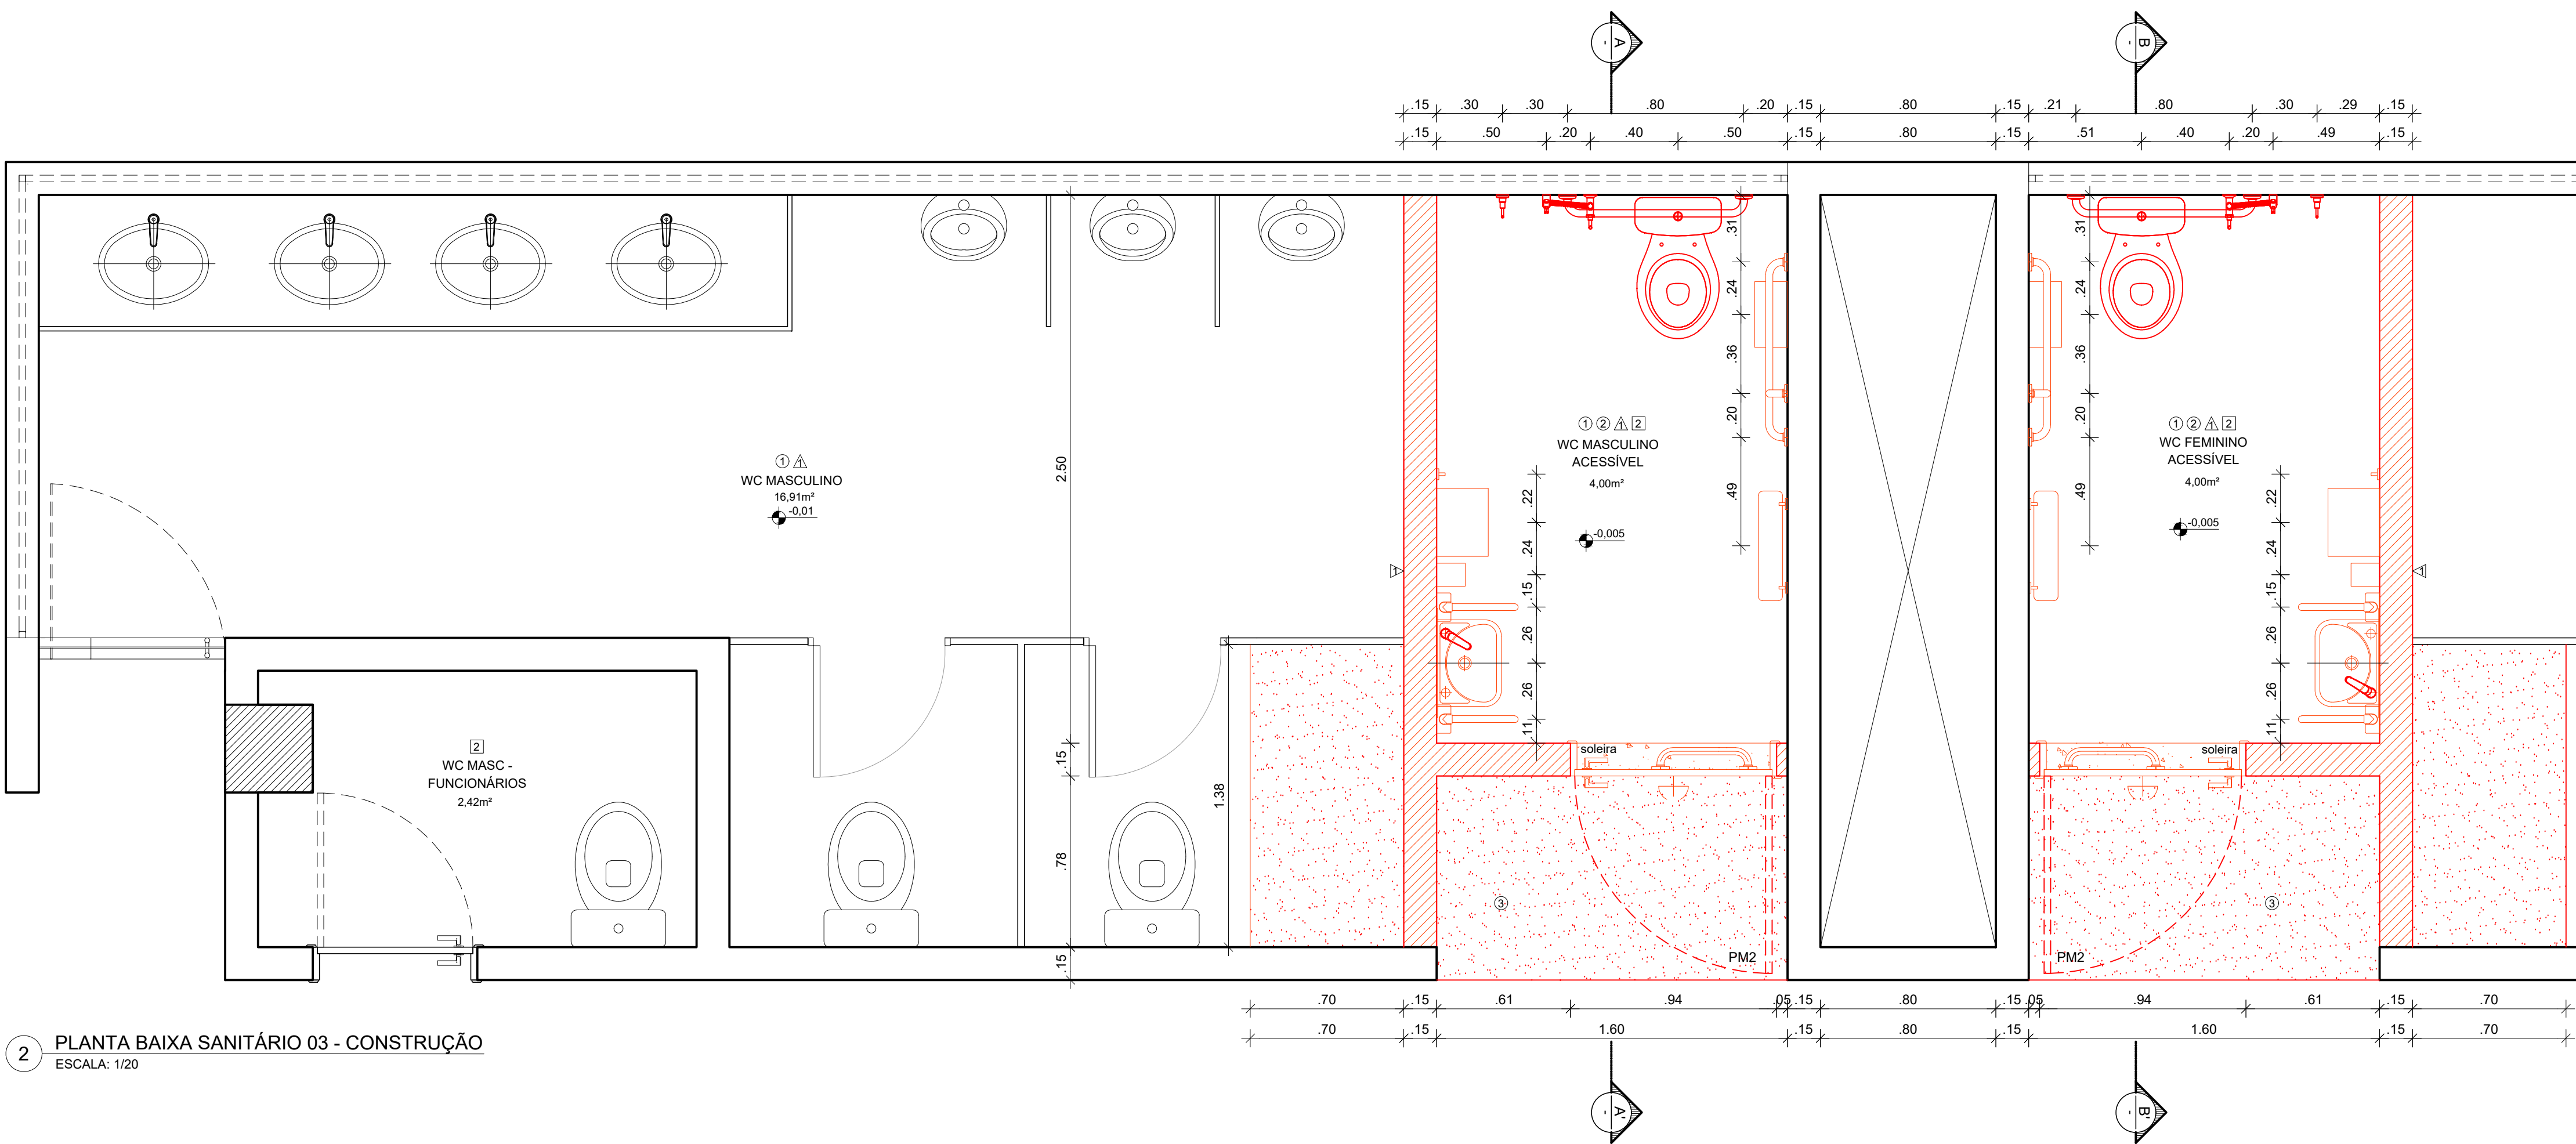 A
B
.15 .30 .30 .80 .20 .15 .80 .15 .21 .80 .30 .29 .15
.15 .50 .20 .40 .50 .15 .80 .15 .51 .40 .20 .49 .15
.31
.24
.36
.20
.49
.31
.24
.36
.20
.49
2.50
.15
.78
.15
1.38
1 1
WC MASCULINO
16,91m²
-0,01
1 2 1 2
WC MASCULINO
ACESSÍVEL
4,00m²
-0,005
1 2 1 2
WC FEMININO
ACESSÍVEL
4,00m²
-0,005
.22
.24
.15
.26
.26
.11
.22
.24
.15
.26
.26
.11
1
1
soleira
soleira
2
WC MASC -
FUNCIONÁRIOS
2,42m²
3
3
PM2
PM2
.70 .15 .61 .94 .05 .15 .80 .15 .05 .94 .61 .15 .70
.70 .15 1.60 .15 .80 .15 1.60 .15 .70
2
PLANTA BAIXA SANITÁRIO 03 - CONSTRUÇÃO
ESCALA: 1/20
A'
B'